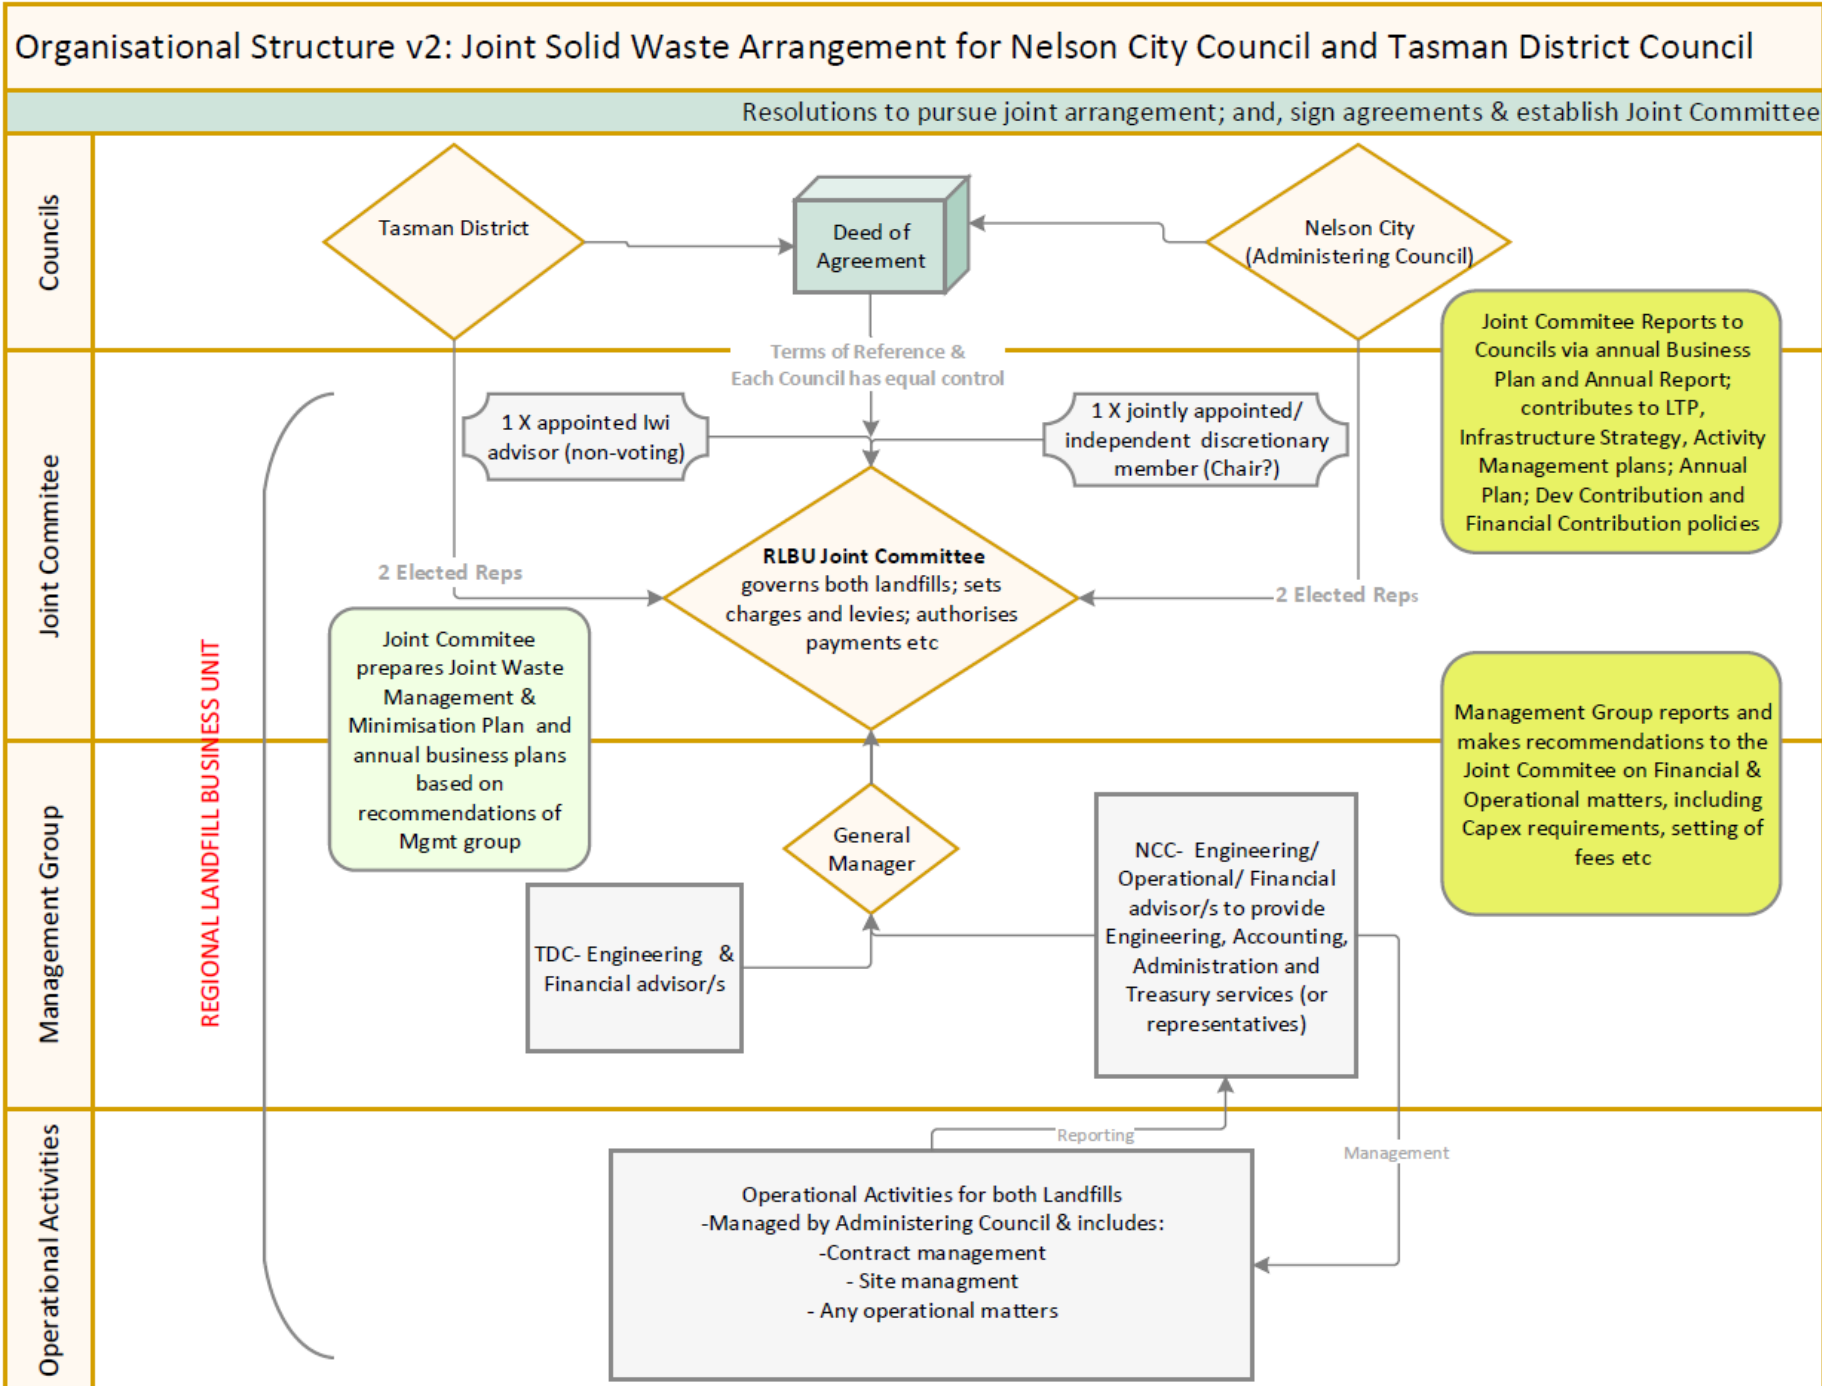 Organisational Structure v2: Joint Solid Waste Arrangement for Nelson City Council and Tasman District Council
Resolutions to pursue joint arrangement; and, sign agreements & establish Joint Committee
Councils
Tasman District
Deed of
Agreement
Nelson City
(Administering Council)
Joint Commitee Reports to
Councils via annual Business
Plan and Annual Report;
contributes to LTP,
Infrastructure Strategy, Activity
Management plans; Annual
Plan; Dev Contribution and
Financial Contribution policies
Terms of Reference &
Each Council has equal control
Joint Committee
1 X appointed Iwi
advisor (non-voting)
1 X jointly appointed/
independent discretionary
member (Chair?)
2 Elected Reps
RLBU Joint Committee
governs both landfills; sets
charges and levies; authorises
payments etc
2 Elected Reps
REGIONAL LANDFILL BUSINESS UNIT
Joint Commitee
prepares Joint Waste
Management &
Minimisation Plan and
annual business plans
based on
recommendations of
Mgmt group
Management Group reports and
makes recommendations to the
Joint Commitee on Financial &
Operational matters, including
Capex requirements, setting of
fees etc
Management Group
General
Manager
TDC- Engineering &
Financial advisor/s
NCC- Engineering/
Operational/ Financial
advisor/s to provide
Engineering, Accounting,
Administration and
Treasury services (or
representatives)
Operational Activities
Reporting
Management
Operational Activities for both Landfills
-Managed by Administering Council & includes:
-Contract management
- Site managment
- Any operational matters